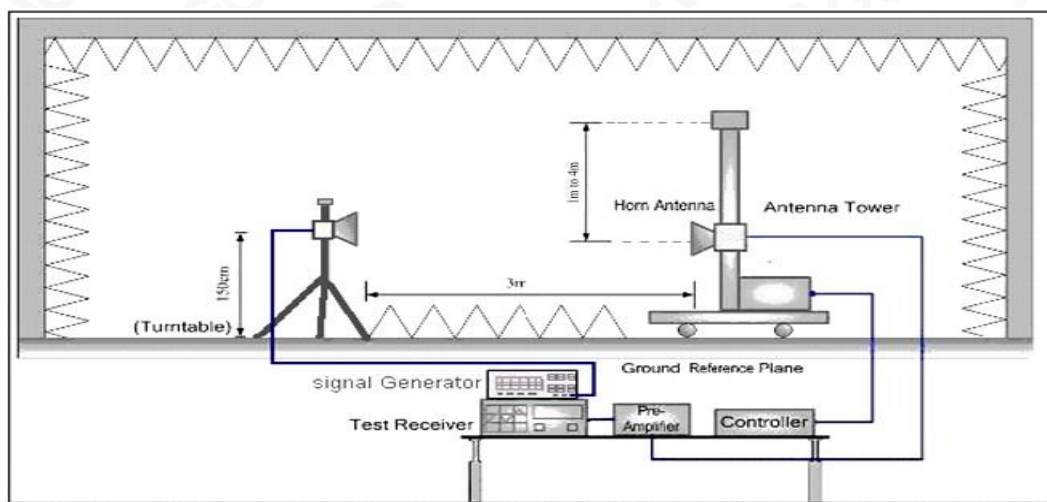 1m to 4m
Horn Antenna
Antenna Tower
150cm
3m
(Turntable)
Ground Reference Plane
signal Generator
Test Receiver
Pre-
Amplifier
Controller